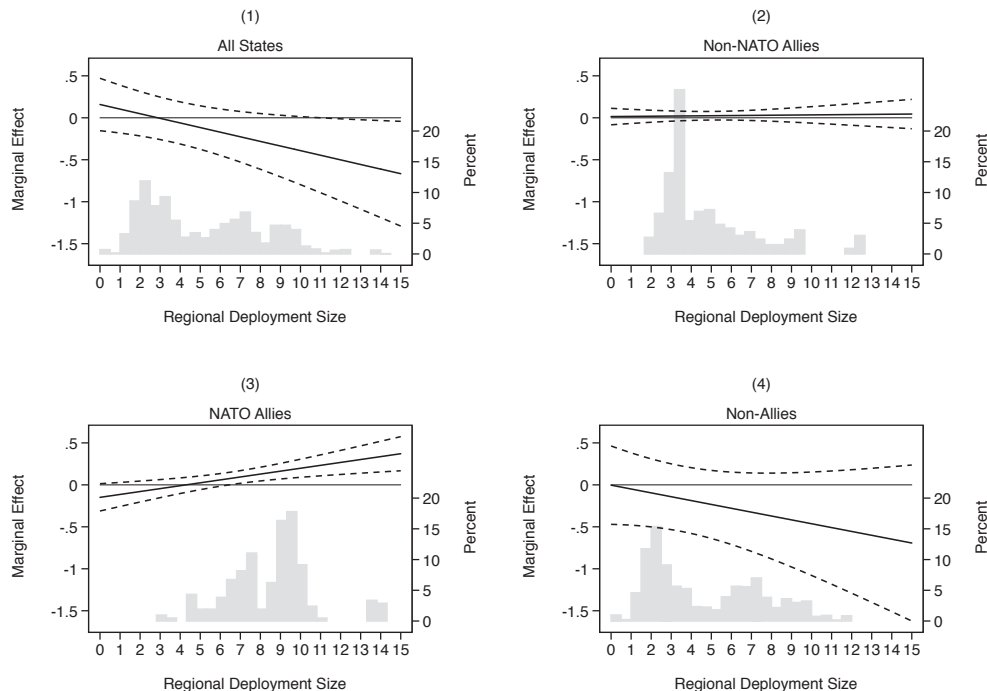 (1)
All States
Marginal Effect
.5
0
-.5
-1
-1.5
20
15
10
5
0
Percent
0 1 2 3 4 5 6 7 8 9 10 11 12 13 14 15
Regional Deployment Size
(2)
Non-NATO Allies
Marginal Effect
.5
0
-.5
-1
-1.5
20
15
10
5
0
Percent
0 1 2 3 4 5 6 7 8 9 10 11 12 13 14 15
Regional Deployment Size
(3)
NATO Allies
Marginal Effect
.5
0
-.5
-1
-1.5
20
15
10
5
0
Percent
0 1 2 3 4 5 6 7 8 9 10 11 12 13 14 15
Regional Deployment Size
(4)
Non-Allies
Marginal Effect
.5
0
-.5
-1
-1.5
20
15
10
5
0
Percent
0 1 2 3 4 5 6 7 8 9 10 11 12 13 14 15
Regional Deployment Size